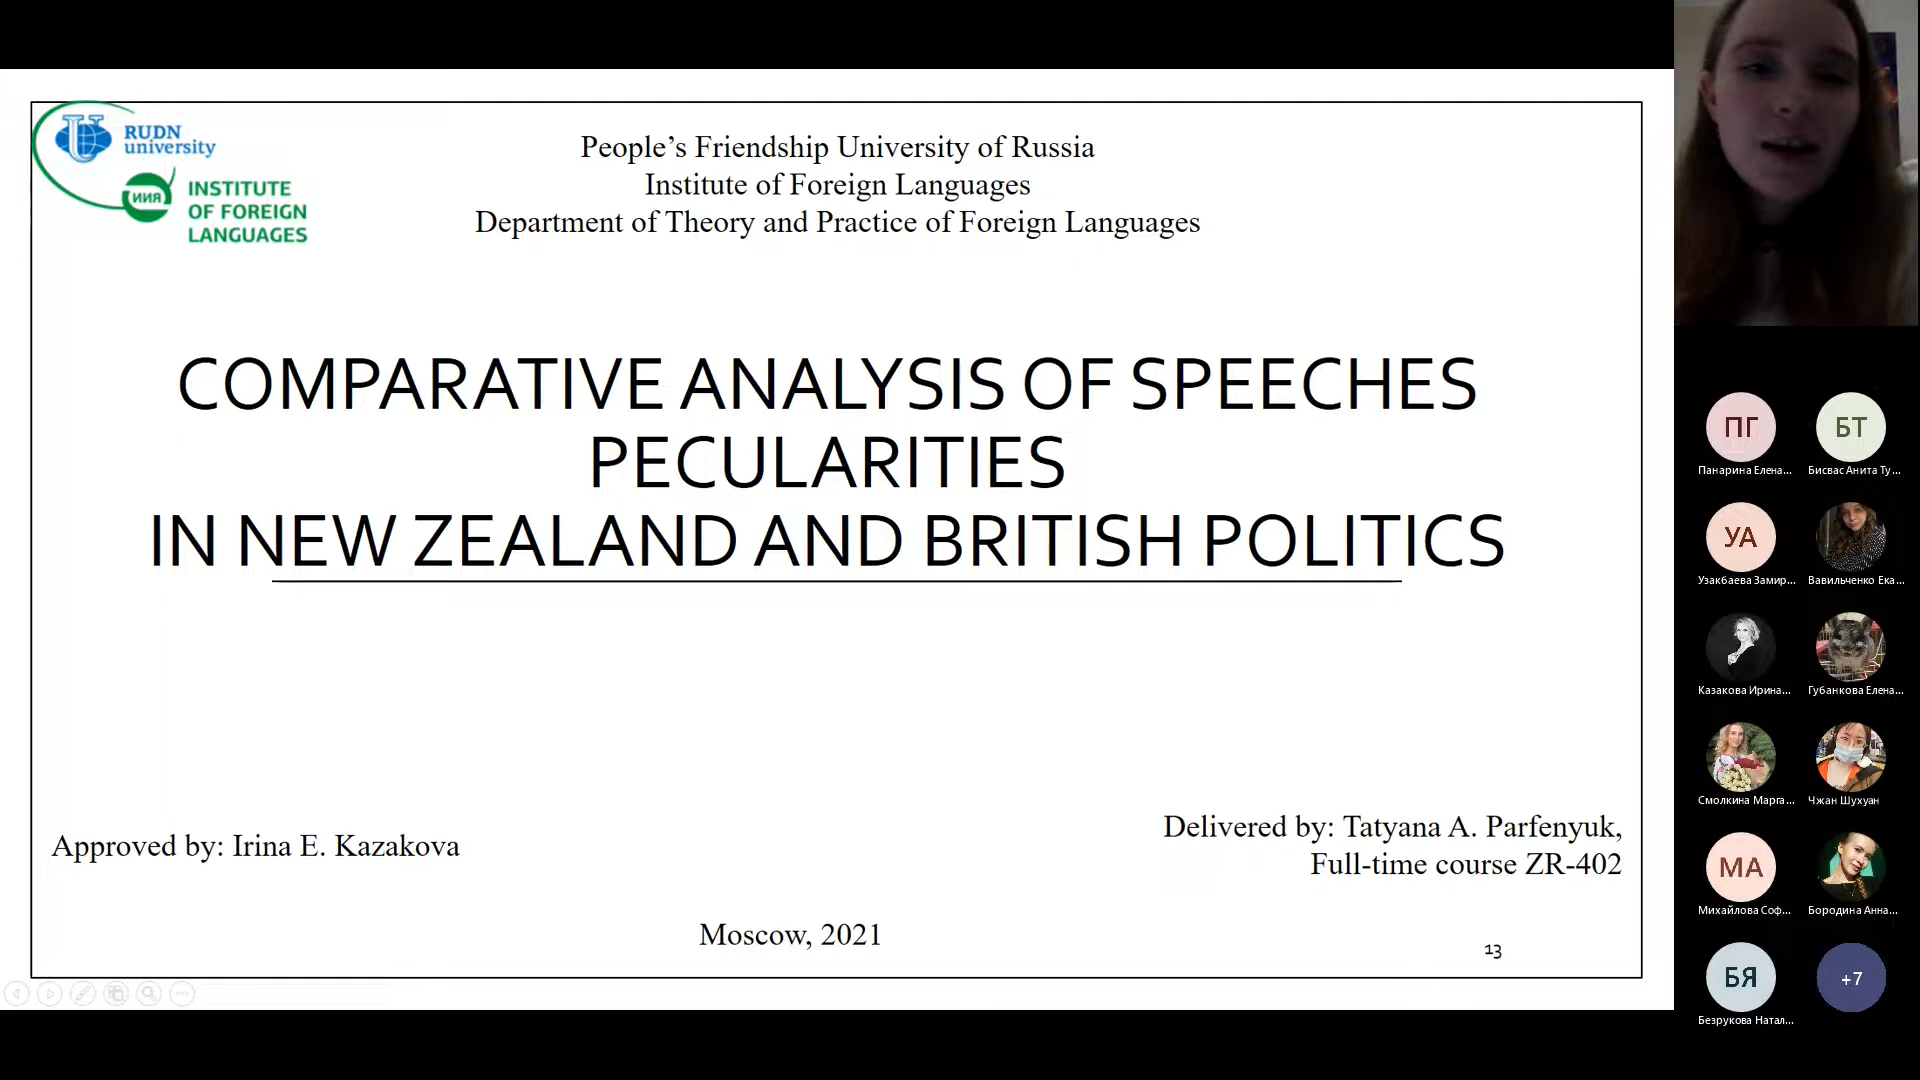 RUDN
university
ИИЯ
INSTITUTE
OF FOREIGN
LANGUAGES
People’s Friendship University of Russia
Institute of Foreign Languages
Department of Theory and Practice of Foreign Languages
COMPARATIVE ANALYSIS OF SPEECHES
PECULARITIES
IN NEW ZEALAND AND BRITISH POLITICS
Approved by: Irina E. Kazakova
Delivered by: Tatyana A. Parfenyuk,
Full-time course ZR-402
Moscow, 2021
13
ПГ
БТ
Панарина Елена...
Бисвас Анита Ту...
УА
Узакбаева Замир...
Вавильченко Ека...
Казакова Ирина...
Губанкова Елена...
Смолкина Марга...
Чжан Шухуан
МА
Михайлова Соф...
Бородина Анна...
БЯ
+7
Безрукова Натал...